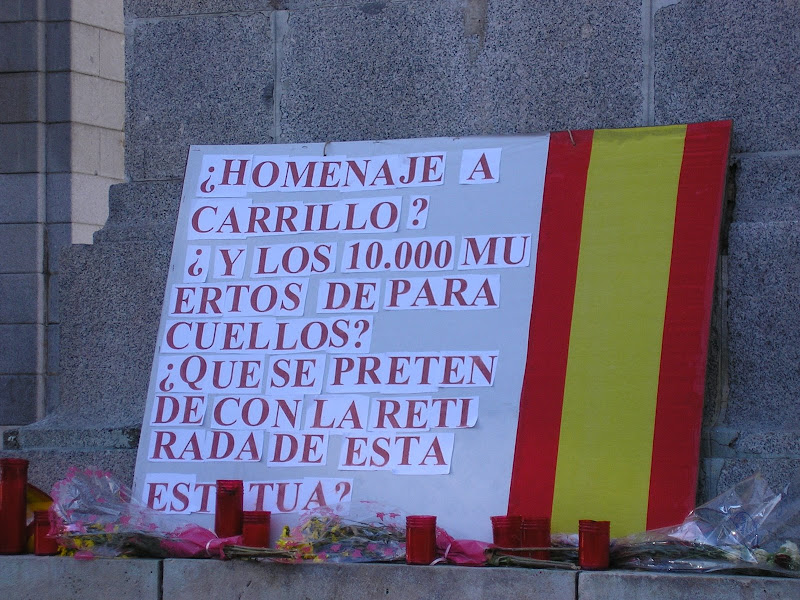 ¿HOMENAJE A
CARRILLO ?
¿ Y LOS 10.000 MU
ERTOS DE PARA
CUELLOS?
¿QUE SE PRETEN
DE CON LA RETI
RADA DE ESTA
ESTATUA?